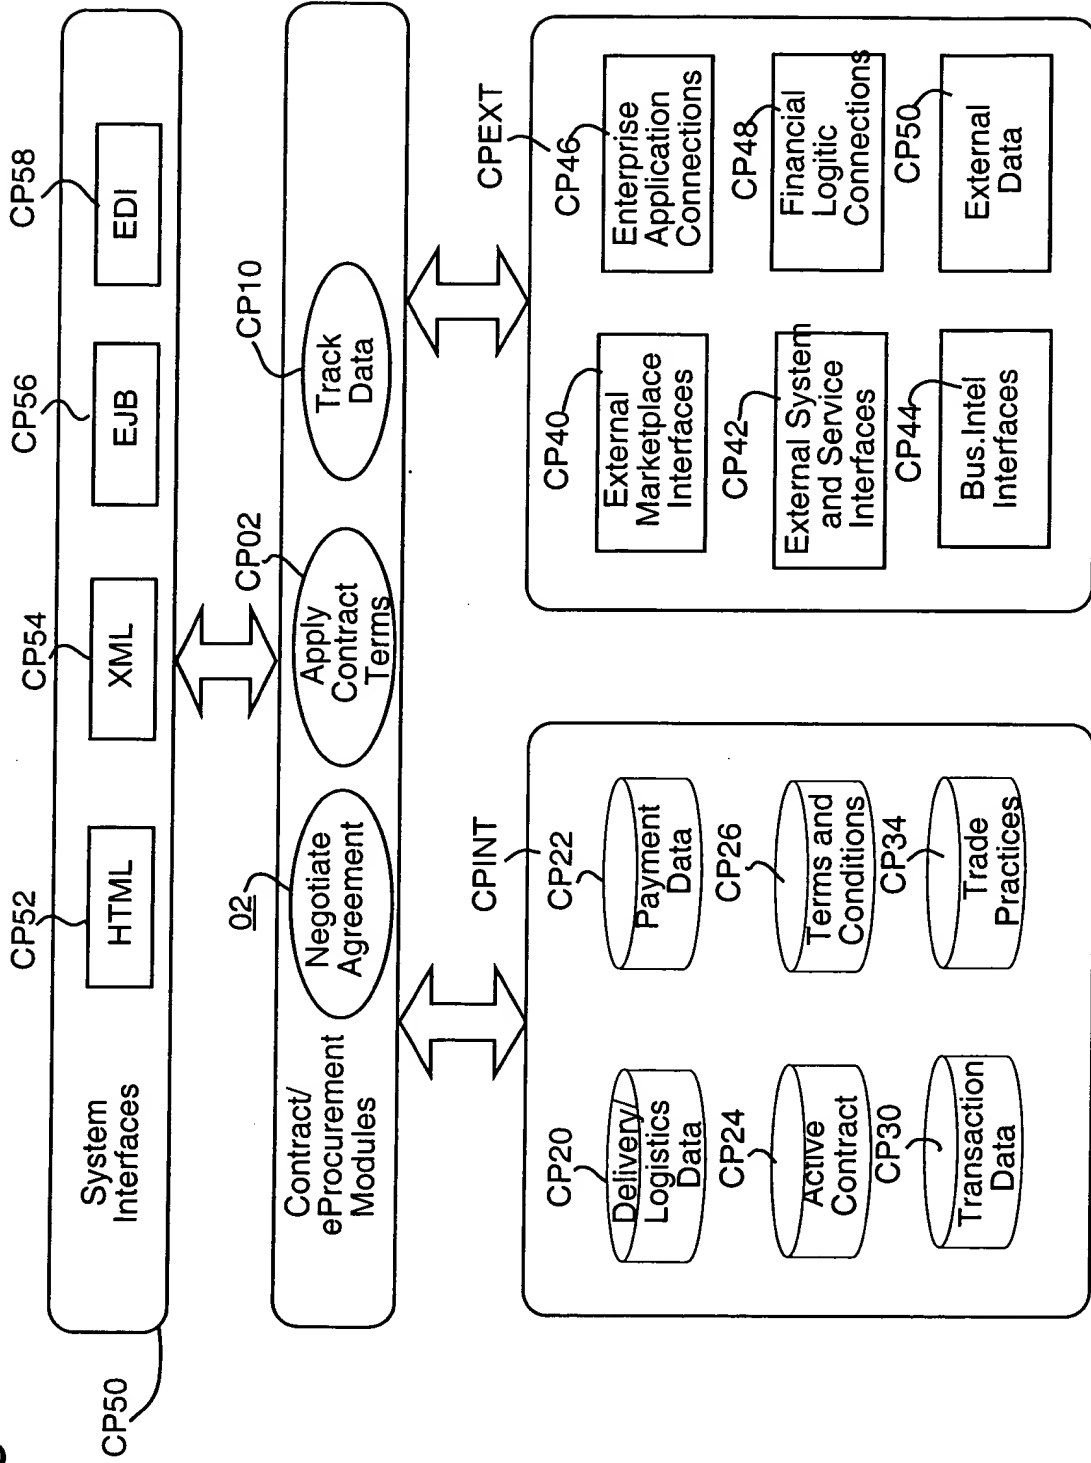 CP50
System
Interfaces
CP52
HTML
CP54
XML
CP56
EJB
CP58
EDI
Contract/
eProcurement
Modules
02
Negotiate
Agreement
CP02
Apply
Contract
Terms
CP10
Track
Data
CPINT
CP20
Delivery/
Logistics
Data
CP22
Payment
Data
CP24
Active
Contract
CP26
Terms and
Conditions
CP30
Transaction
Data
CP34
Trade
Practices
CPEXT
CP40
External
Marketplace
Interfaces
CP46
Enterprise
Application
Connections
CP42
External System
and Service
Interfaces
CP48
Financial
Logitic
Connections
CP44
Bus.Intel
Interfaces
CP50
External
Data